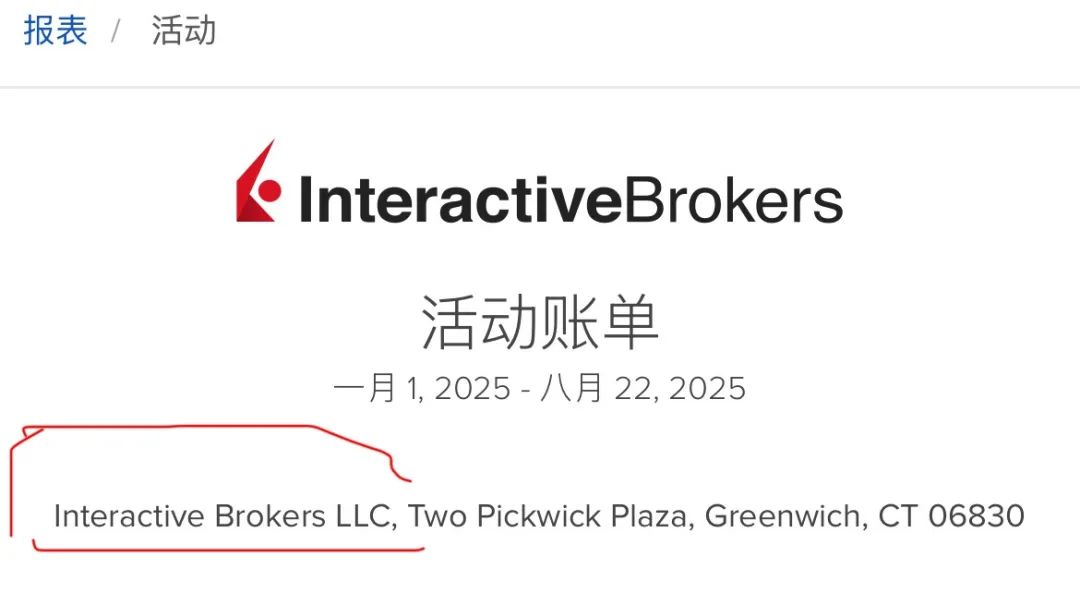 报表 / 活动
InteractiveBrokers
活动账单
一月 1, 2025 - 八月 22, 2025
Interactive Brokers LLC, Two Pickwick Plaza, Greenwich, CT 06830